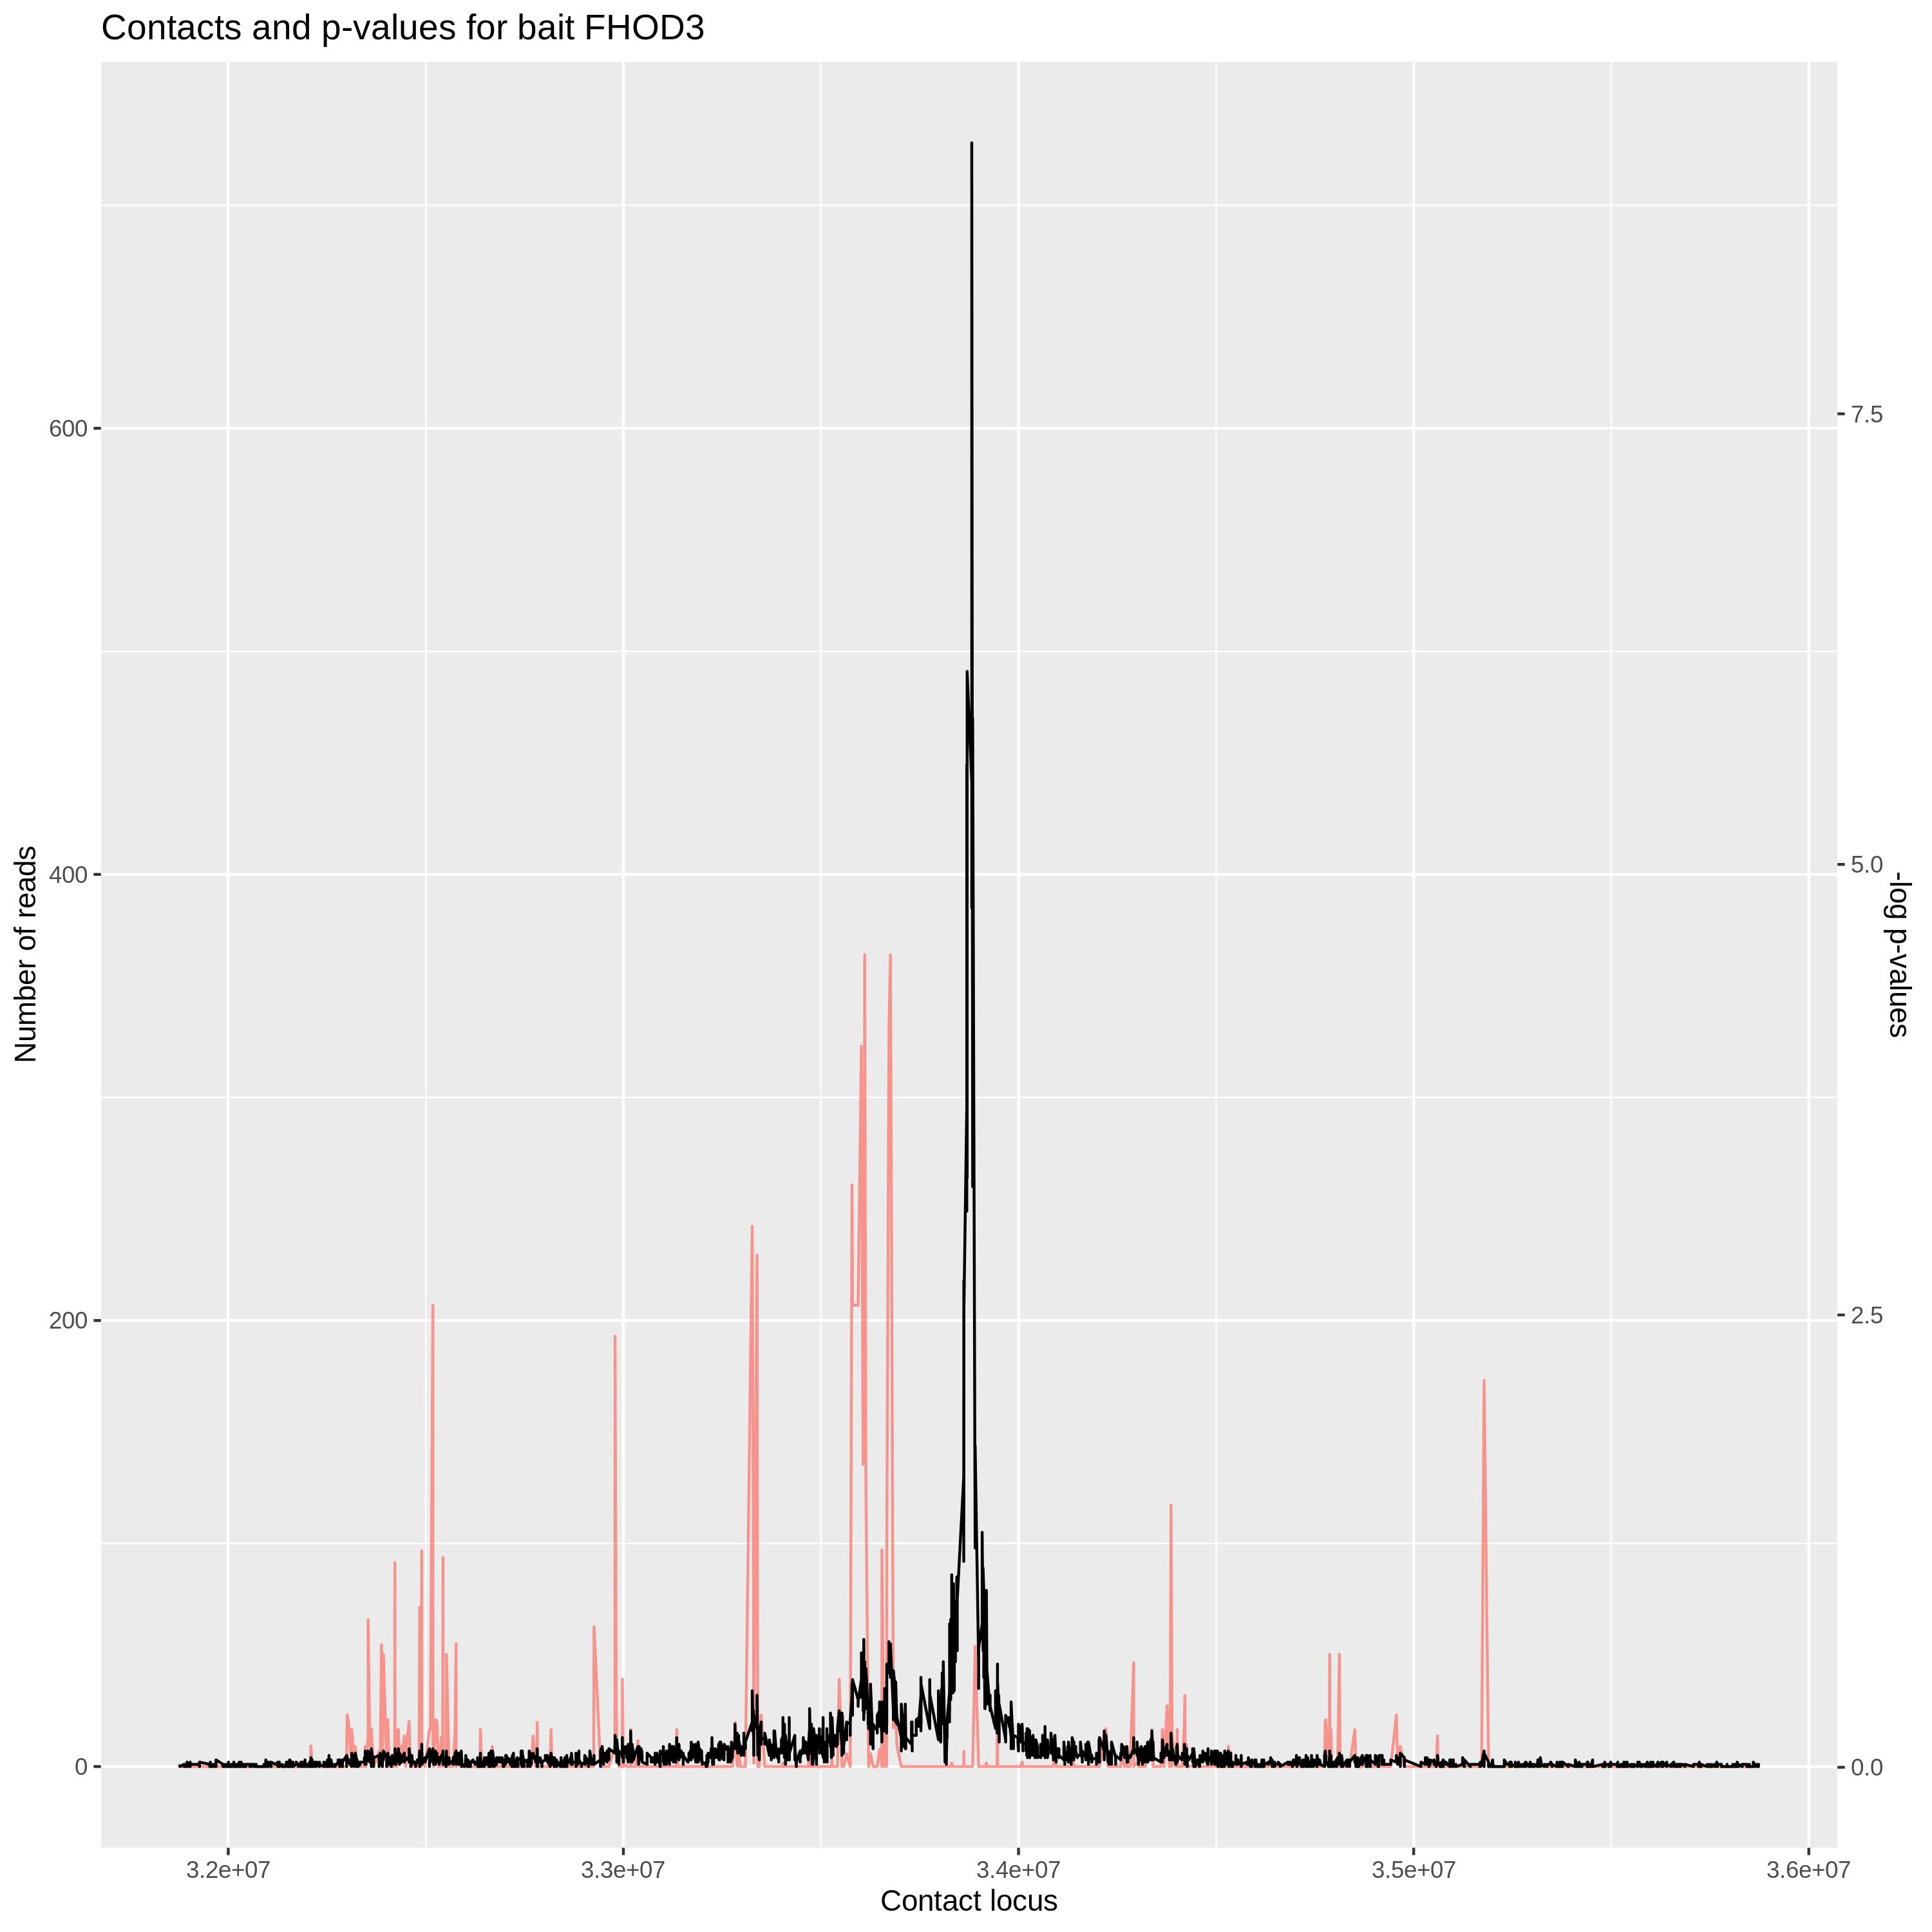 Contacts and p-values for bait FHOD3
Number of reads
600
400
200
0
7.5
5.0
2.5
0.0
-log p-values
3.2e+07
3.3e+07
3.4e+07
3.5e+07
3.6e+07
Contact locus